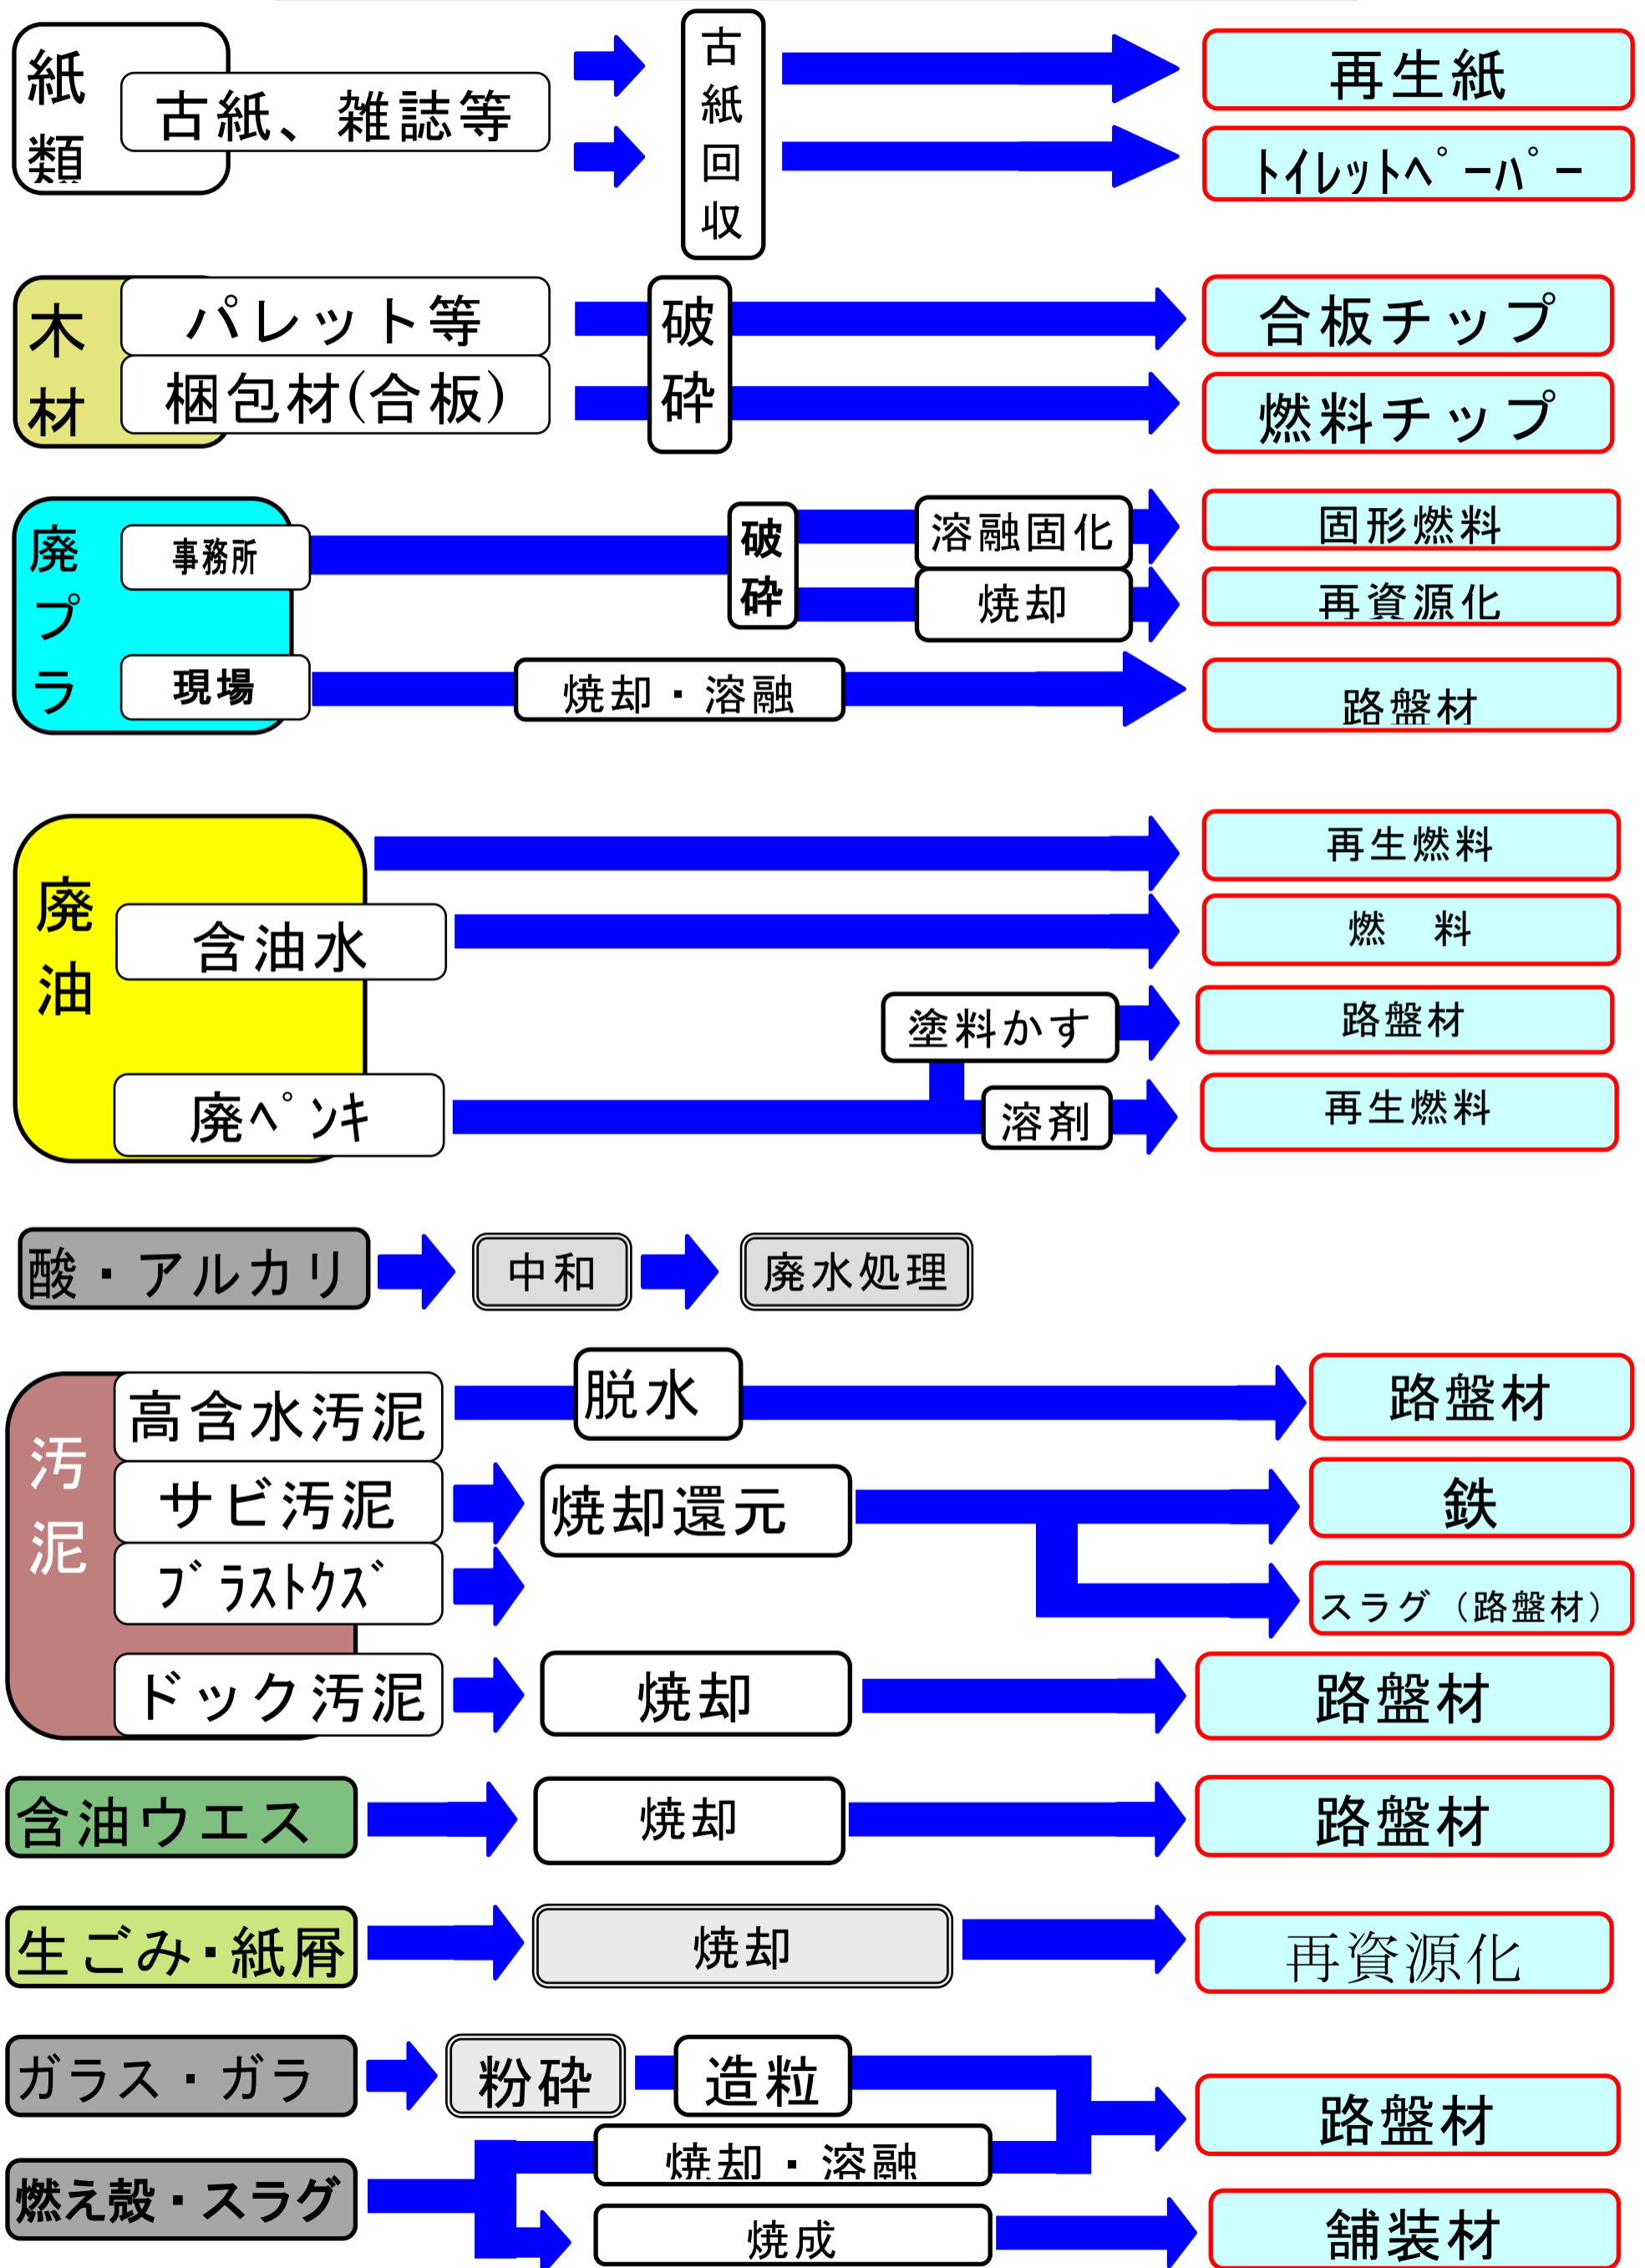 紙類
古紙、雑誌等
古紙回収
再生紙
ﾄｲﾚｯﾄﾍﾟｰﾊﾟｰ
木材
パレット等
梱包材(合板)
破砕
合板チップ
燃料チップ
廃プラ
事務所
破砕
溶融固化
固形燃料
焼却
再資源化
現場
焼却・溶融
路盤材
廃油
再生燃料
含油水
燃　料
塗料かす
路盤材
廃ﾍﾟﾝｷ
溶剤
再生燃料
酸・アルカリ
中和
廃水処理
汚泥
高含水汚泥
脱水
路盤材
サビ汚泥
焼却還元
鉄
ﾌﾞﾗｽﾄｸｽﾞ
スラグ（路盤材）
ドック汚泥
焼却
路盤材
含油ウエス
焼却
路盤材
生ごみ・紙屑
焼却
再資源化
ガラス・ガラ
粉砕
造粒
路盤材
焼却・溶融
燃え殻・スラグ
焼成
舗装材